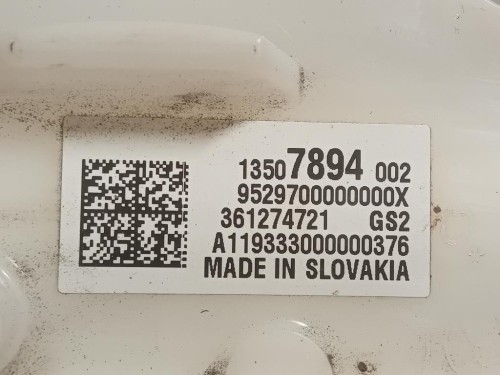 13507894 002
9529700000000X
361274721 GS2
A119333000000376
MADE IN SLOVAKIA